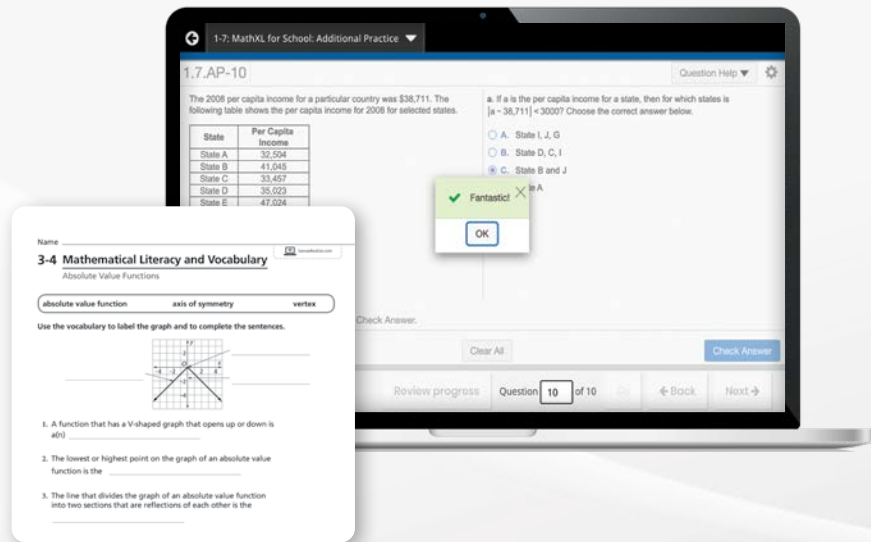 1-7: MathXL for School: Additional Practice
1.7.AP-10
Question Help
The 2008 per capita income for a particular country was $38,711. The
following table shows the per capita income for 2008 for selected states.
State Per Capita Income
State A 32,504
State B 41,045
State C 33,457
State D 35,023
State E 47,024
a. If a is the per capita income for a state, then for which states is
|a − 38,711| < 3000? Choose the correct answer below.
A. State I, J, G
B. State D, C, I
C. State B and J
Fantastic!
OK
Check Answer.
Clear All
Check Answer
Review progress
Question 10 of 10
Back
Next
Name
3-4 Mathematical Literacy and Vocabulary
Absolute Value Functions
absolute value function axis of symmetry vertex
Use the vocabulary to label the graph and to complete the sentences.
1. A function that has a V-shaped graph that opens up or down is
a(n)
2. The lowest or highest point on the graph of an absolute value
function is the
3. The line that divides the graph of an absolute value function
into two sections that are reflections of each other is the